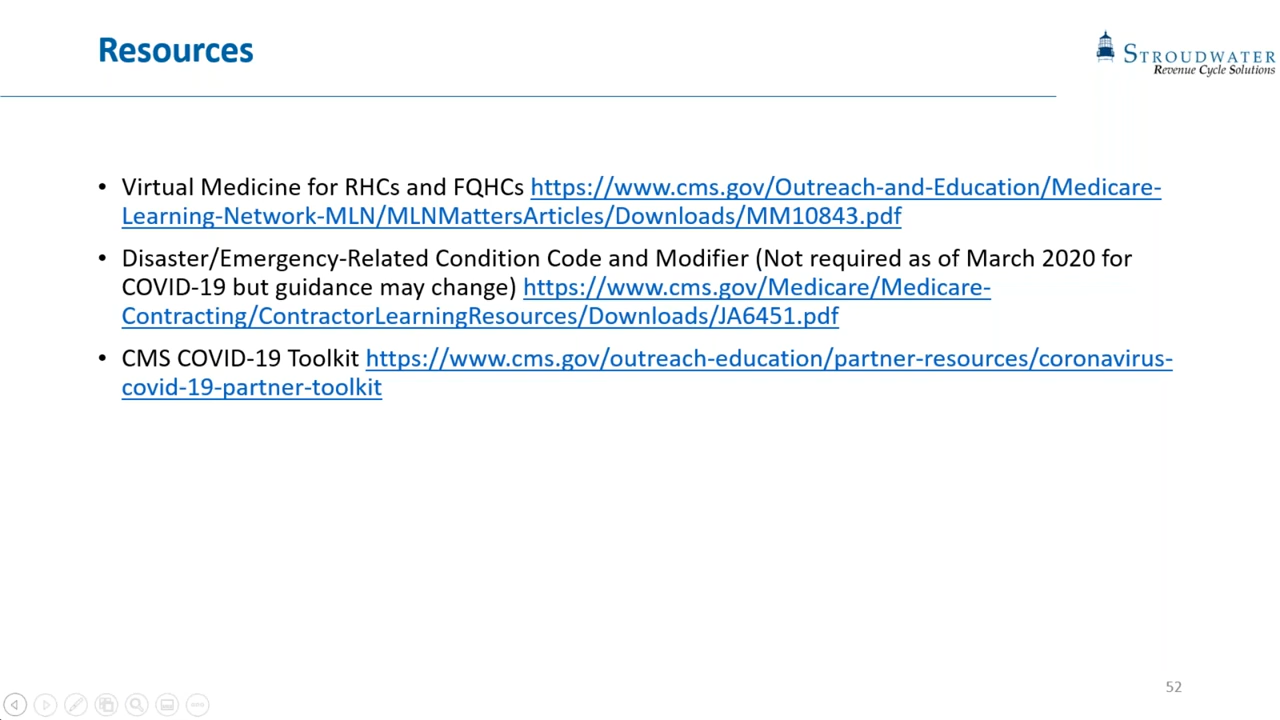 Resources
STROUDWATER
Revenue Cycle Solutions
• Virtual Medicine for RHCs and FQHCs https://www.cms.gov/Outreach-and-Education/Medicare-
Learning-Network-MLN/MLNMattersArticles/Downloads/MM10843.pdf
• Disaster/Emergency-Related Condition Code and Modifier (Not required as of March 2020 for
COVID-19 but guidance may change) https://www.cms.gov/Medicare/Medicare-
Contracting/ContractorLearningResources/Downloads/JA6451.pdf
• CMS COVID-19 Toolkit https://www.cms.gov/outreach-education/partner-resources/coronavirus-
covid-19-partner-toolkit
52